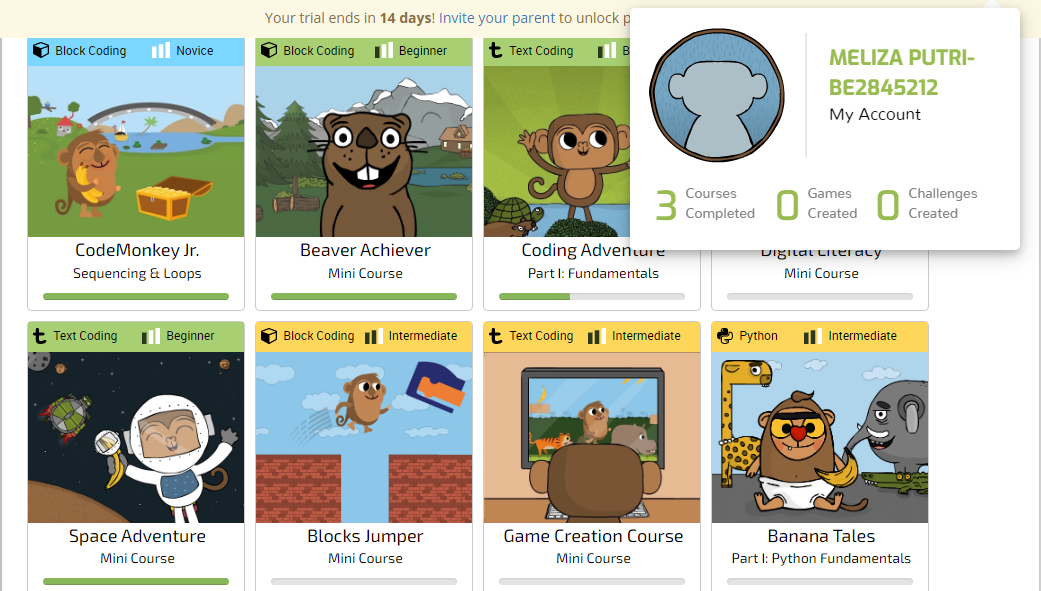 Your trial ends in 14 days! Invite your parent to unlock
MELIZA PUTRI-
BE2845212
My Account
3 Courses Completed
0 Games Created
0 Challenges Created
Block Coding Novice
Block Coding Beginner
Text Coding
CodeMonkey Jr.
Sequencing & Loops
Beaver Achiever
Mini Course
Coding Adventure
Part I: Fundamentals
Digital Literacy
Mini Course
Text Coding Beginner
Block Coding Intermediate
Text Coding Intermediate
Python Intermediate
Space Adventure
Mini Course
Blocks Jumper
Mini Course
Game Creation Course
Mini Course
Banana Tales
Part I: Python Fundamentals